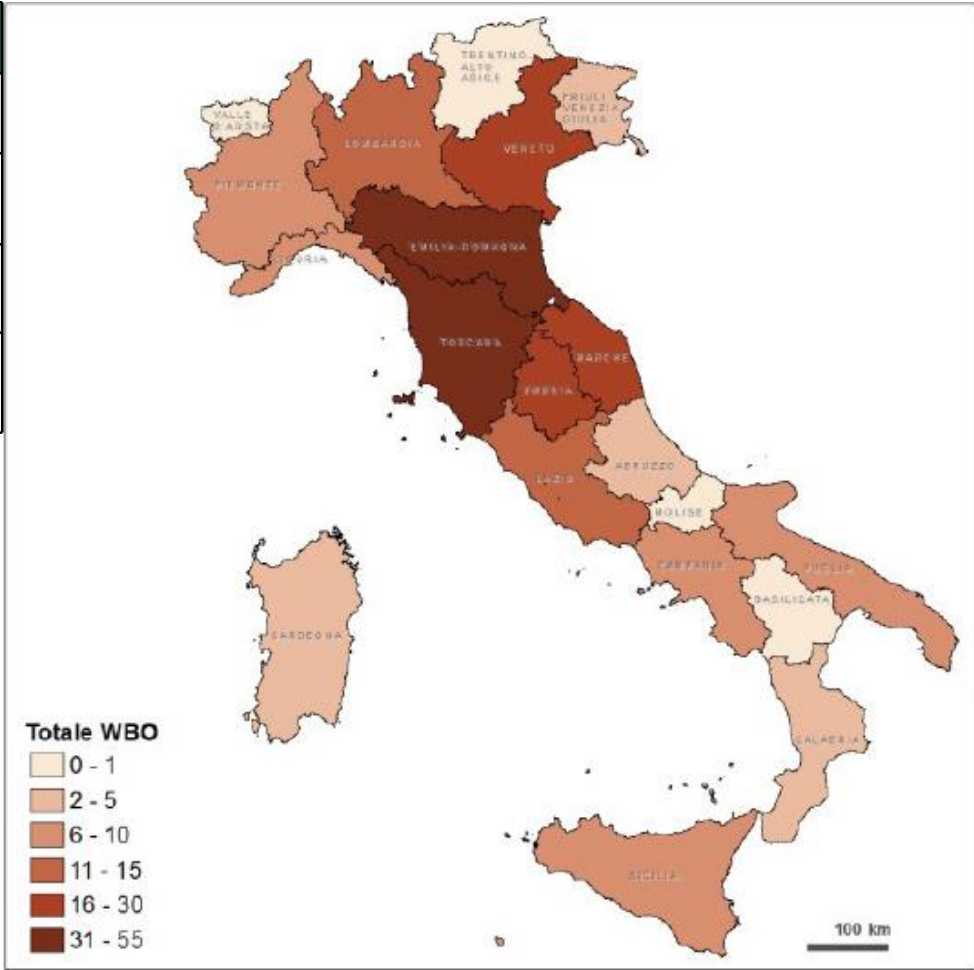 TRENTINO
ALTO
ADIGE
FRIULI
VENEZIA
GIULIA
VALLE
D'AOSTA
LOMBARDIA
VENETO
PIEMONTE
EMILIA-ROMAGNA
TOSCANA
MARCHE
UMBRIA
ABRUZZO
LAZIO
MOLISE
CAMPANIA
PUGLIA
BASILICATA
SARDEGNA
CALABRIA
SICILIA
Totale WBO
0 - 1
2 - 5
6 - 10
11 - 15
16 - 30
31 - 55
100 km